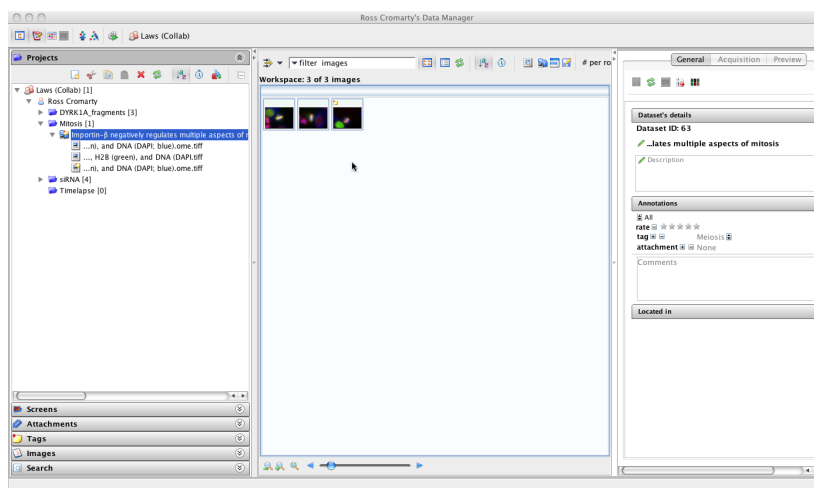 Ross Cromarty's Data Manager
Laws (Collab)
Projects
Laws (Collab) [1]
Ross Cromarty
DYRK1A_fragments [3]
Mitosis [1]
Importin-β negatively regulates multiple aspects of
...n), and DNA (DAPI; blue).ome.tiff
..., H2B (green), and DNA (DAPI.tiff
...n), and DNA (DAPI; blue).ome.tiff
siRNA [4]
Timelapse [0]
Screens
Attachments
Tags
Images
Search
filter images
# per ro
Workspace: 3 of 3 images
General Acquisition Preview
Dataset's details
Dataset ID: 63
...lates multiple aspects of mitosis
Description
Annotations
All
rate
tag Meiosis
attachment None
Comments
Located in